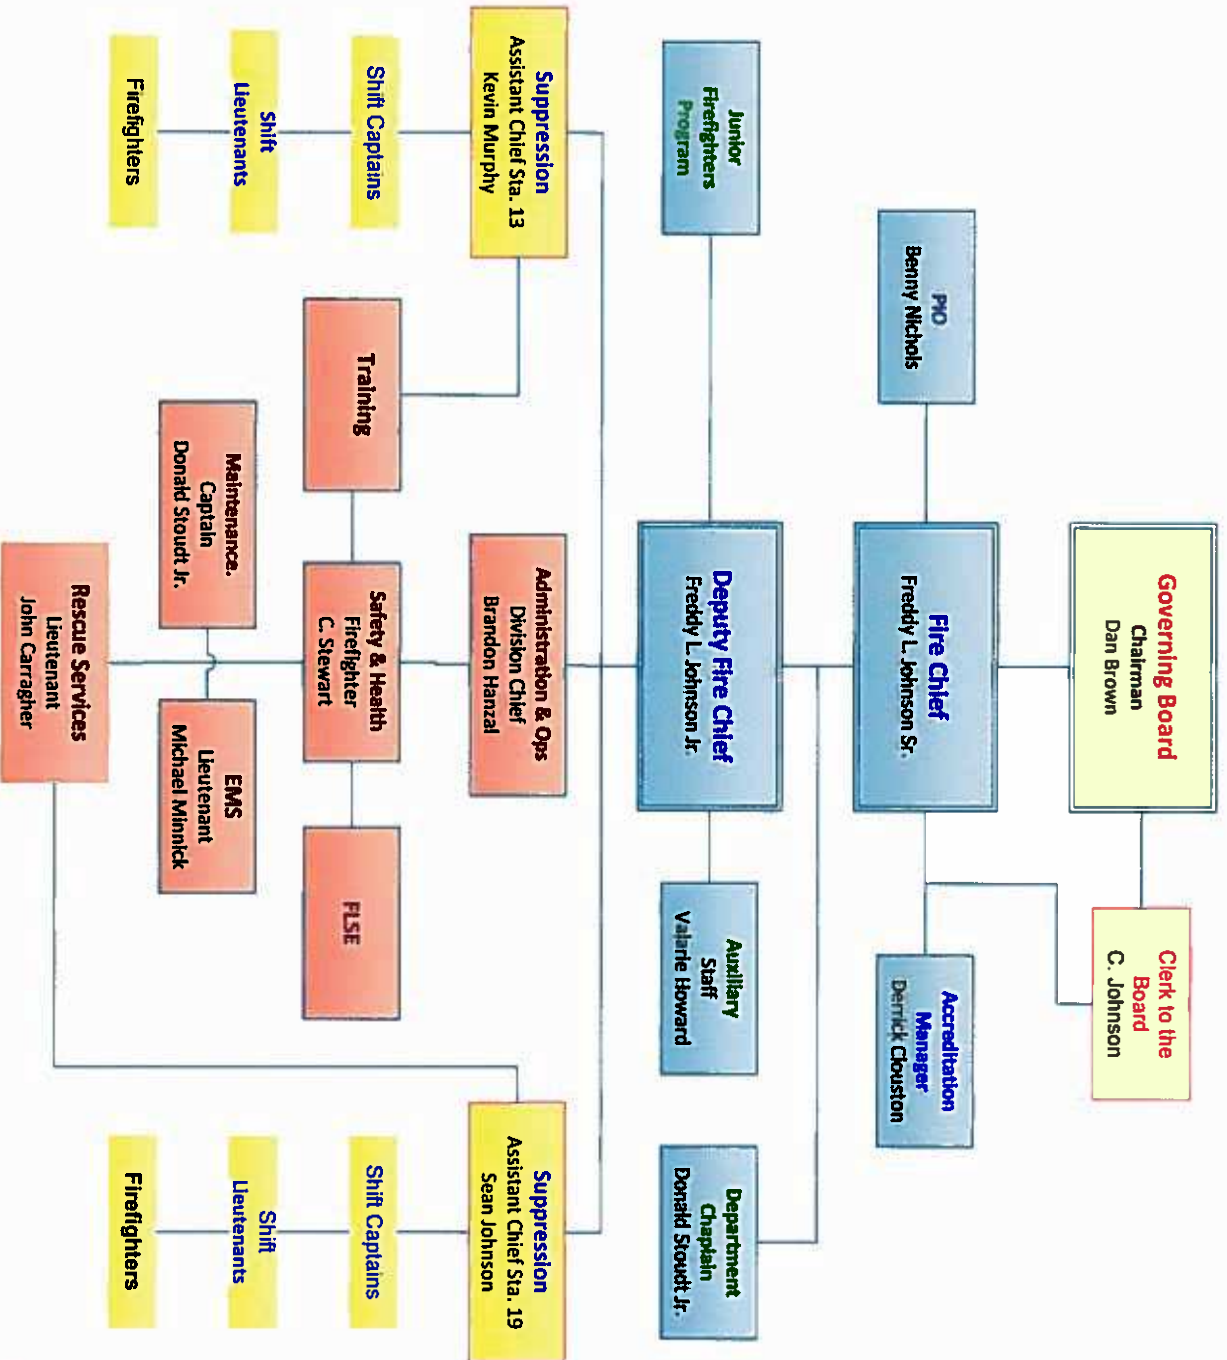 Governing Board
Chairman
Dan Brown
Clerk to the
Board
C. Johnson
PIO
Benny Nichols
Fire Chief
Freddy L. Johnson Sr.
Accreditation
Manager
Derrick Clouston
Junior
Firefighters
Program
Deputy Fire Chief
Freddy L. Johnson Jr.
Auxiliary
Staff
Valarie Howard
Department
Chaplain
Donald Stoudt Jr.
Suppression
Assistant Chief Sta. 13
Kevin Murphy
Administration & Ops
Division Chief
Brandon Hanzal
Suppression
Assistant Chief Sta. 19
Sean Johnson
Shift Captains
Training
Safety & Health
Firefighter
C. Stewart
FLSE
Shift Captains
Shift
Lieutenants
Maintenance.
Captain
Donald Stoudt Jr.
EMS
Lieutenant
Michael Minnick
Shift
Lieutenants
Firefighters
Rescue Services
Lieutenant
John Carragher
Firefighters